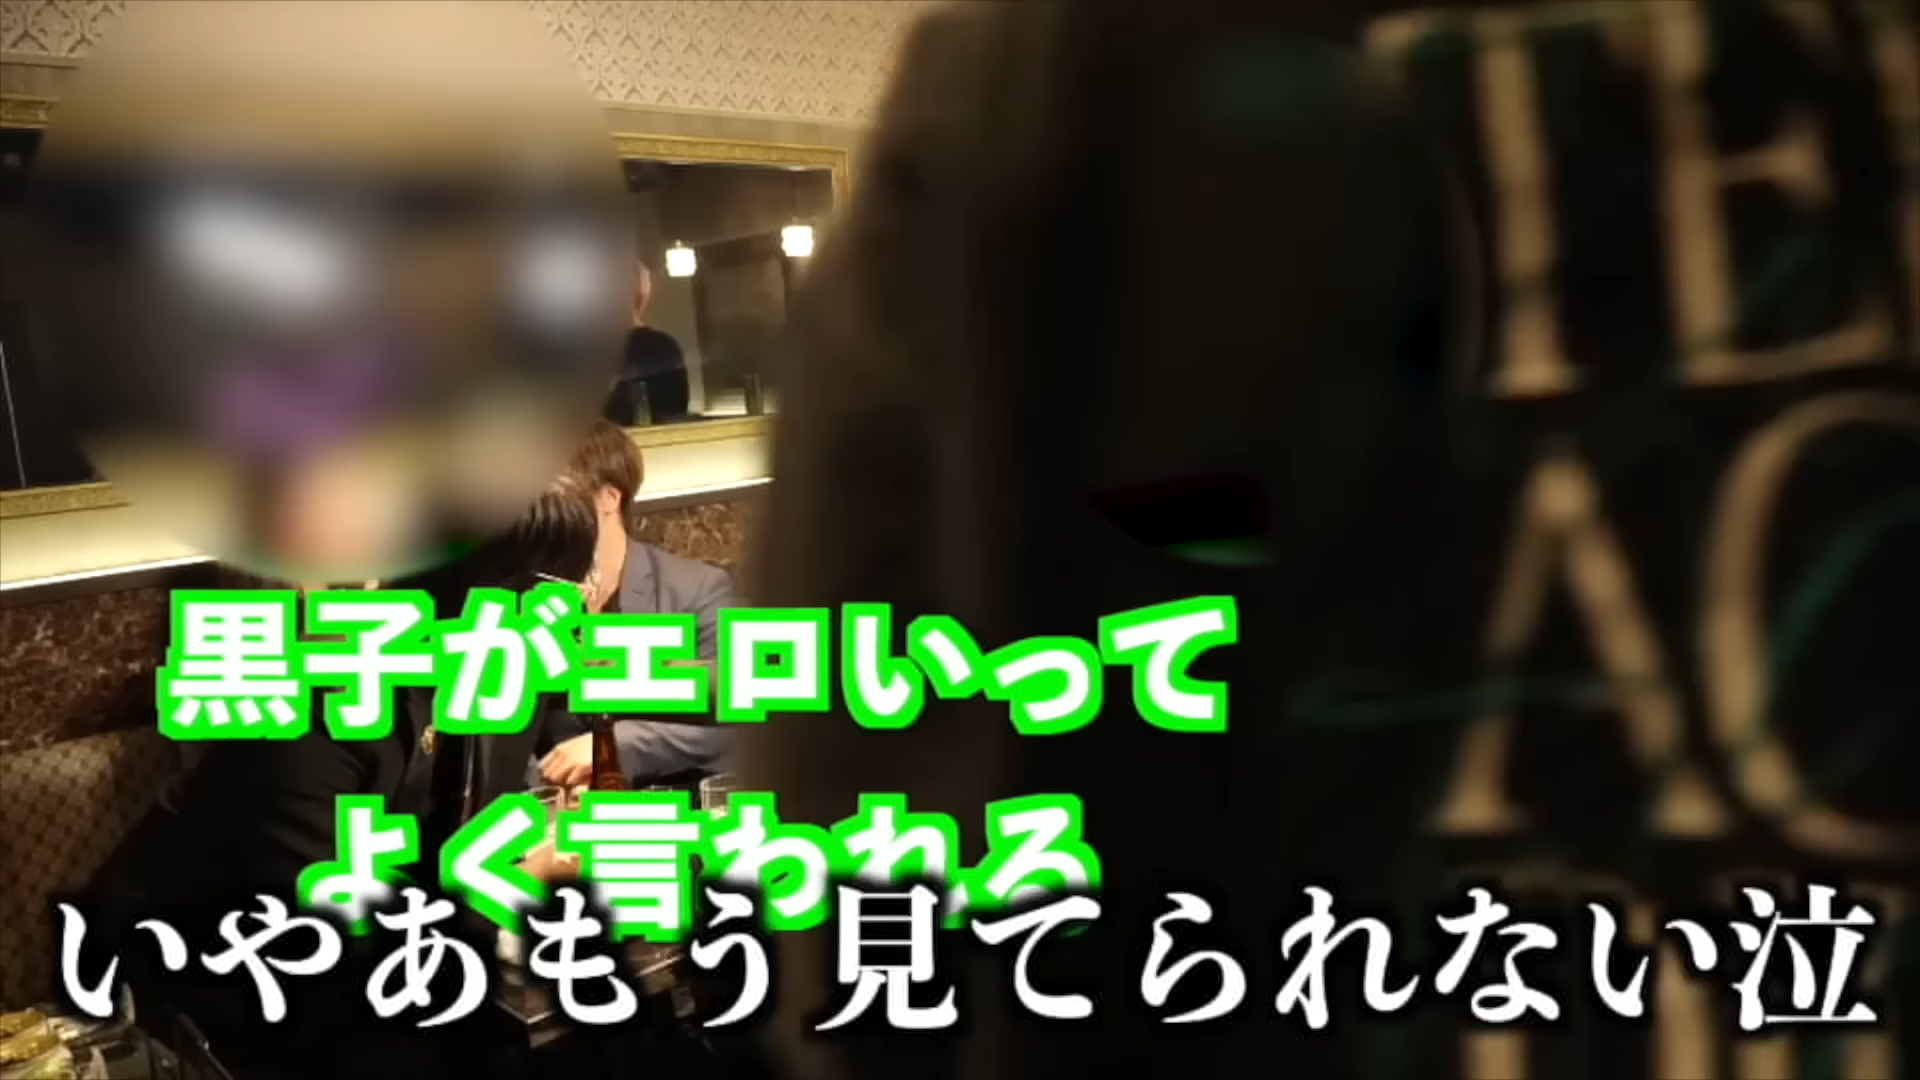 黒子がエロいって
よく言われる
いやあもう見てられない泣